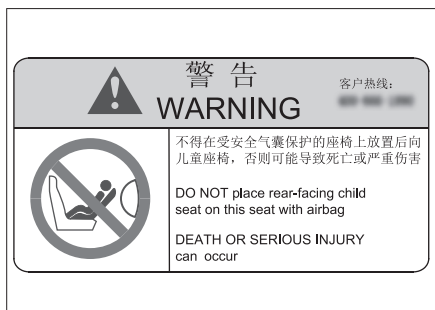 警 告
WARNING
客户热线：
不得在受安全气囊保护的座椅上放置后向
儿童座椅，否则可能导致死亡或严重伤害
DO NOT place rear-facing child
seat on this seat with airbag
DEATH OR SERIOUS INJURY
can occur